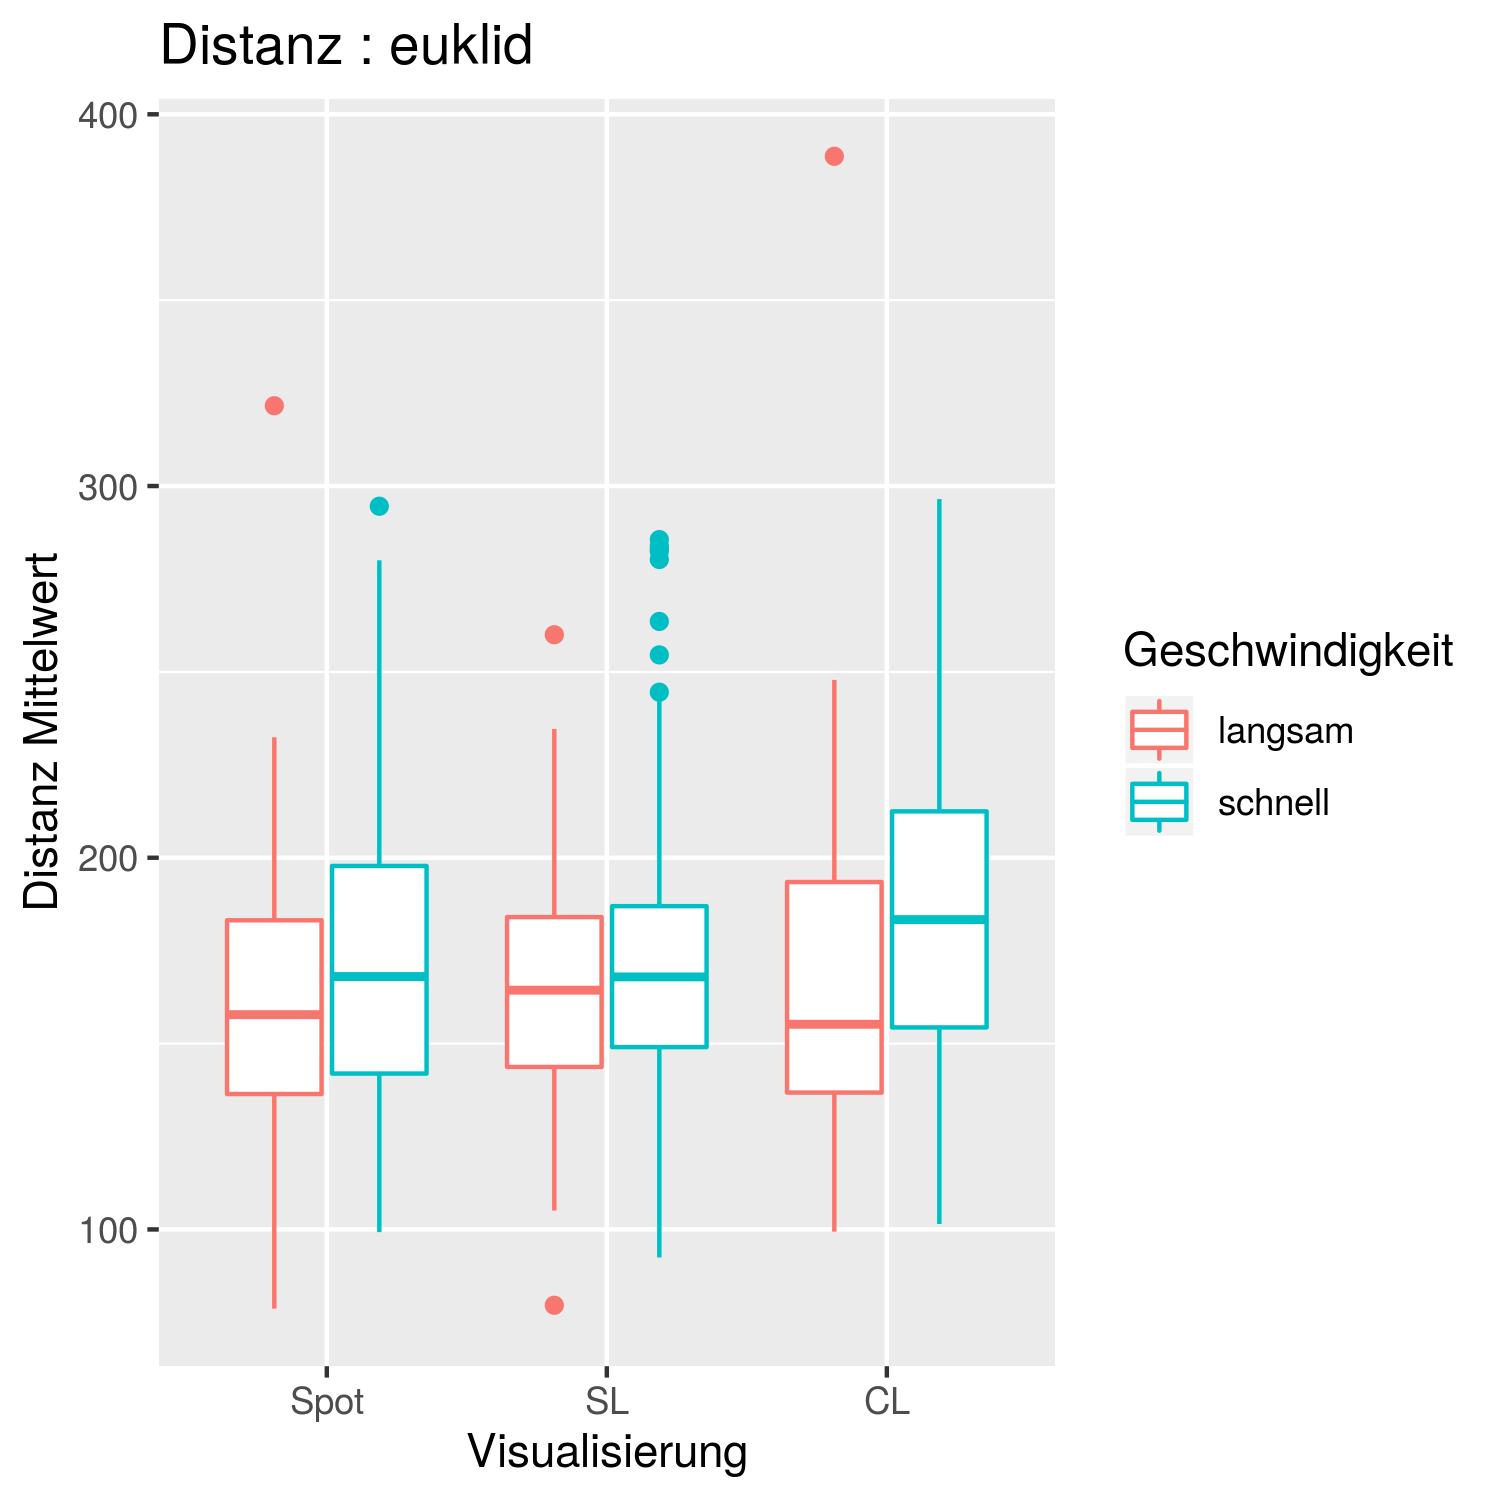 Distanz : euklid
400
300
200
100
Distanz Mittelwert
Spot
SL
CL
Visualisierung
Geschwindigkeit
langsam
schnell